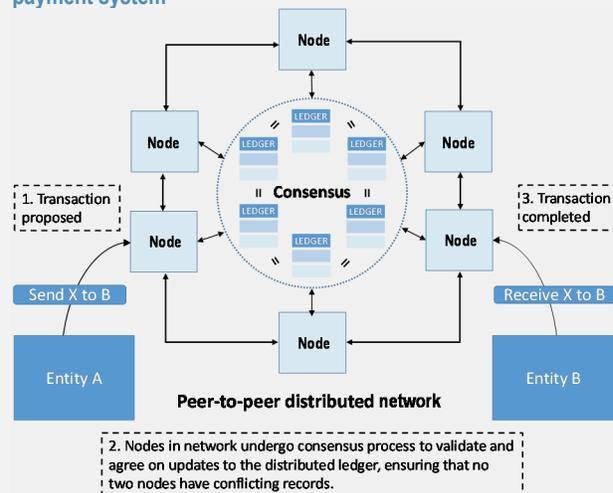 payment system
Node
Node
Node
LEDGER
LEDGER
LEDGER
=
=
=
Consensus
=
LEDGER
LEDGER
LEDGER
=
=
1. Transaction
proposed
3. Transaction
completed
Node
Node
Send X to B
Receive X to B
Node
Entity A
Entity B
Peer-to-peer distributed network
2. Nodes in network undergo consensus process to validate and
agree on updates to the distributed ledger, ensuring that no
two nodes have conflicting records.